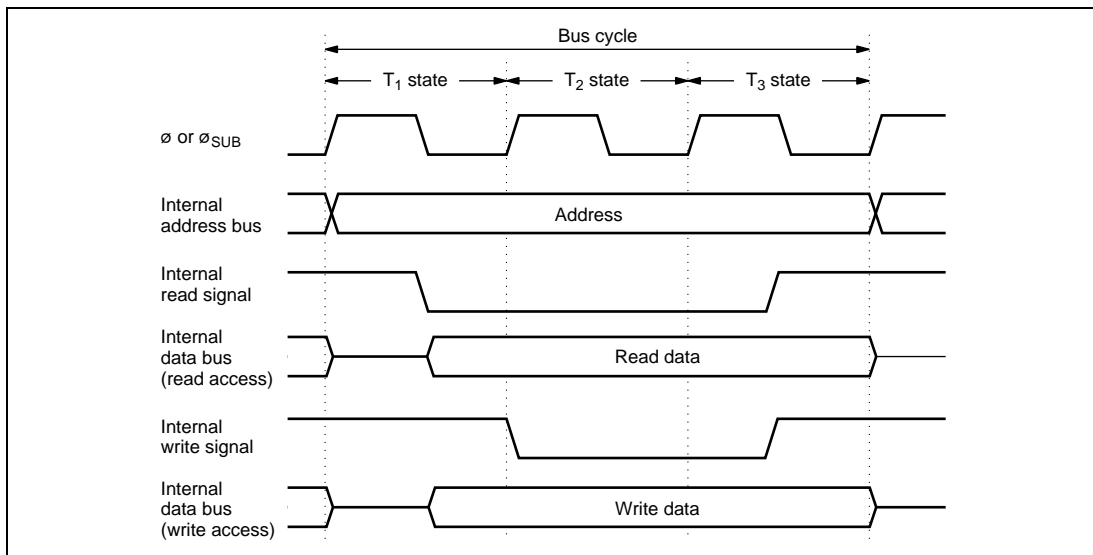 Bus cycle
T₁ state
T₂ state
T₃ state
ø or ø_SUB
Internal
address bus
Address
Internal
read signal
Internal
data bus
(read access)
Read data
Internal
write signal
Internal
data bus
(write access)
Write data